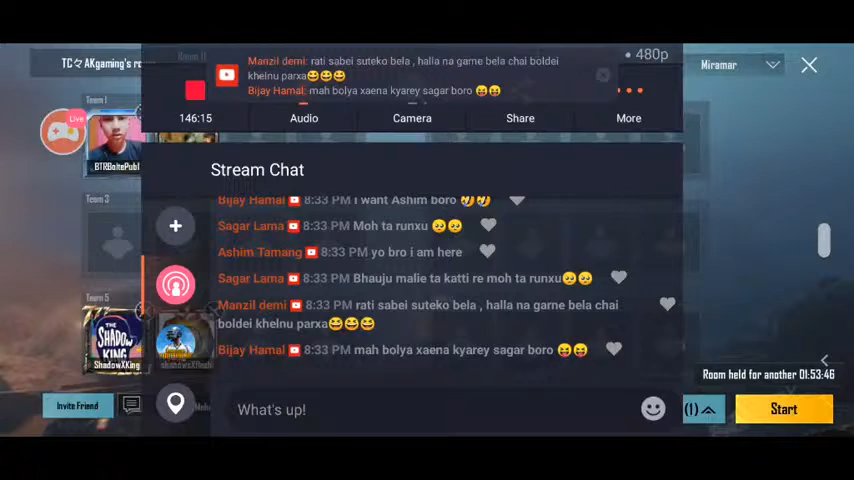 TC々AKgaming's ro
Manzil demi: rati sabei suteko bela , halla na garne bela chai boldei
khelnu parxa😄😄😄
Bijay Hamal: mah bolya xaena kyarey sagar boro 😝😝
480p
Miramar
146:15
Audio
Camera
Share
More
Team 1
Live
Stream Chat
Bijay Hamal 8:33 PM i want Ashim boro 🤣🤣
Sagar Lama 8:33 PM Moh ta runxu 🥺🥺
Team 3
Ashim Tamang 8:33 PM yo bro i am here
Sagar Lama 8:33 PM Bhauju malie ta katti re moh ta runxu🥺🥺
Manzil demi 8:33 PM rati sabei suteko bela , halla na garne bela chai
boldei khelnu parxa😄😄😄
Team 5
THE
SHADOW
KING
ShadowXKing
Bijay Hamal 8:33 PM mah bolya xaena kyarey sagar boro 😝😝
Room held for another 01:53:46
Invite Friend
What's up!
(1)
Start